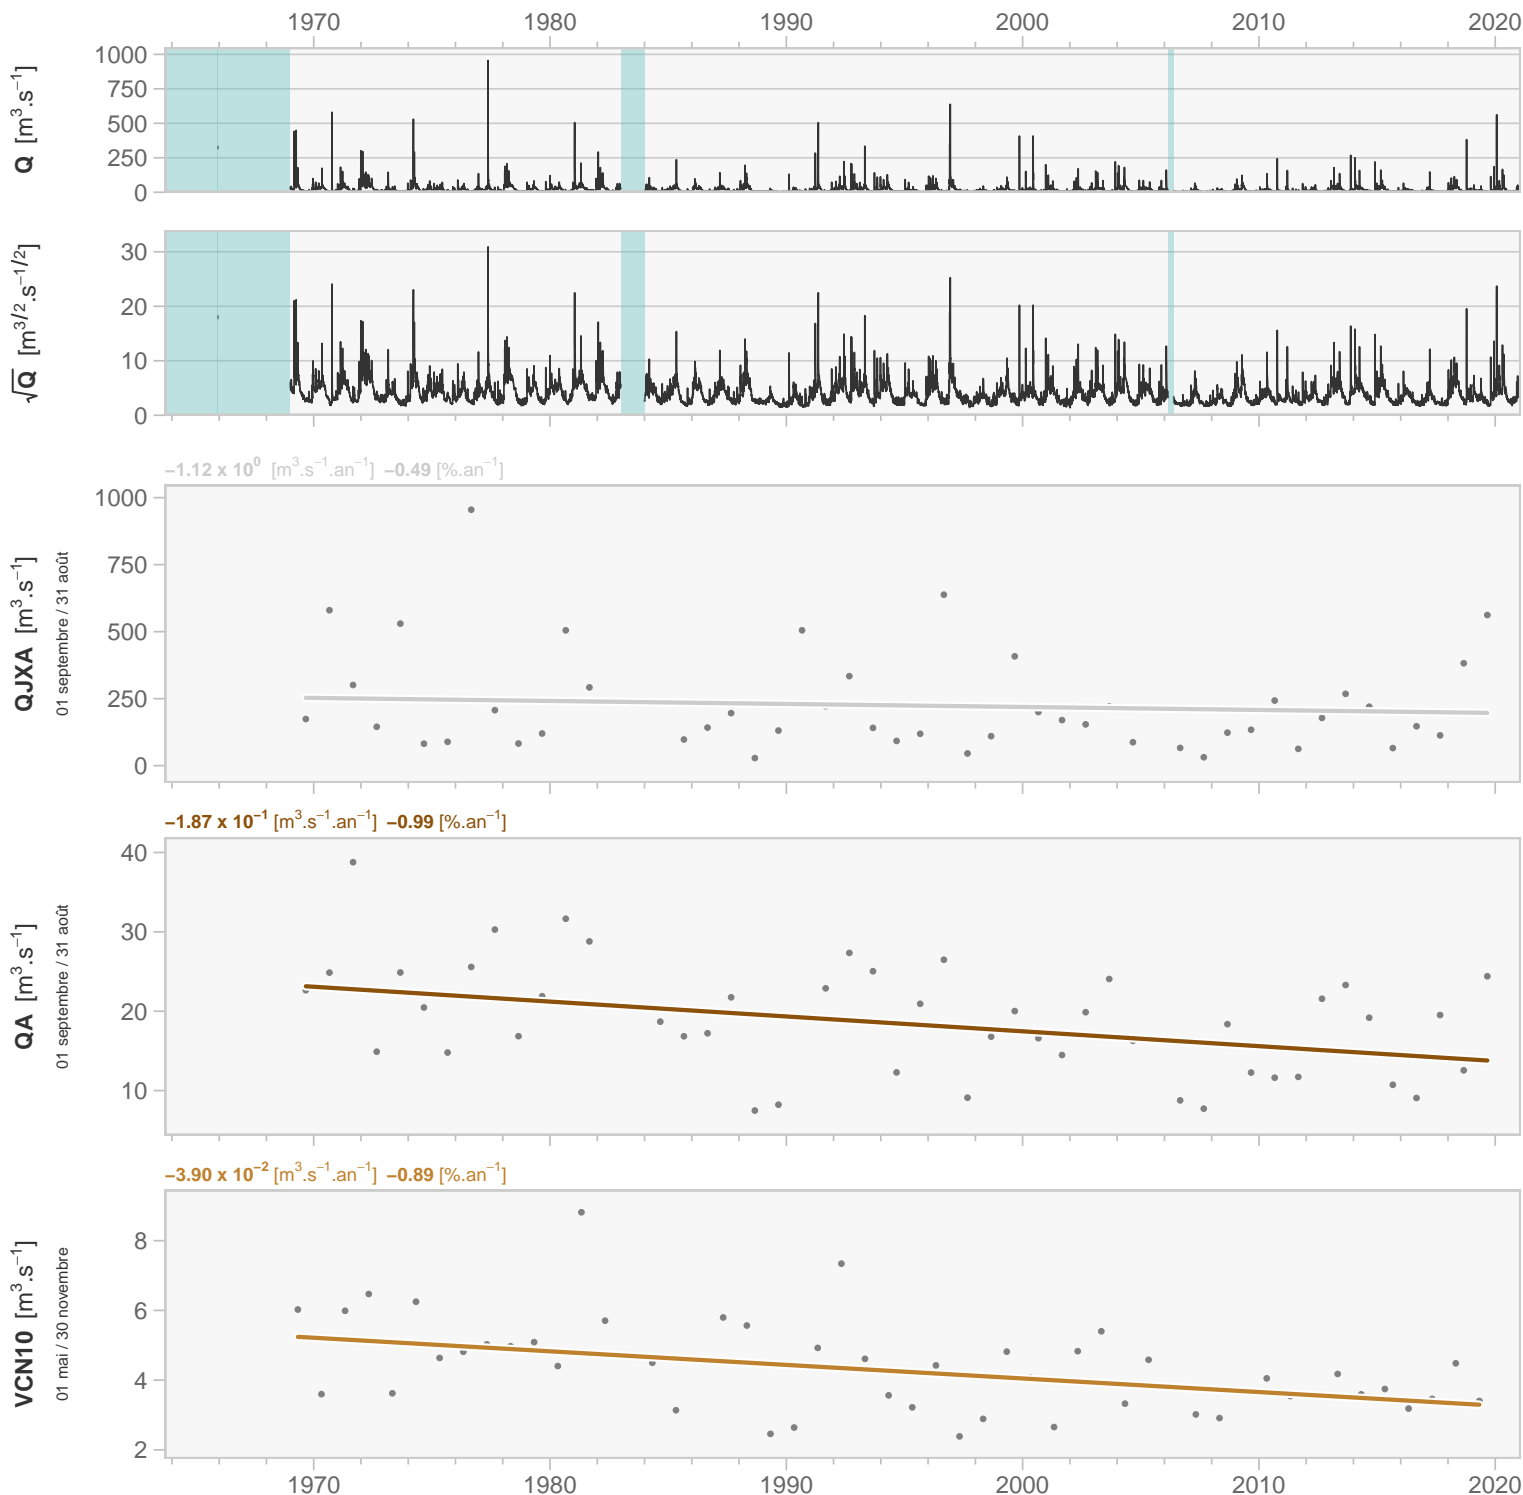 1970 1980 1990 2000 2010 2020
Q [m³.s⁻¹]
1000
750
500
250
0
√Q [m³ᐟ².s⁻¹ᐟ²]
30
20
10
0
−1.12 x 10⁰ [m³.s⁻¹.an⁻¹] −0.49 [%.an⁻¹]
QJXA [m³.s⁻¹]
01 septembre / 31 août
1000
750
500
250
0
−1.87 x 10⁻¹ [m³.s⁻¹.an⁻¹] −0.99 [%.an⁻¹]
QA [m³.s⁻¹]
01 septembre / 31 août
40
30
20
10
−3.90 x 10⁻² [m³.s⁻¹.an⁻¹] −0.89 [%.an⁻¹]
VCN10 [m³.s⁻¹]
01 mai / 30 novembre
8
6
4
2
1970 1980 1990 2000 2010 2020